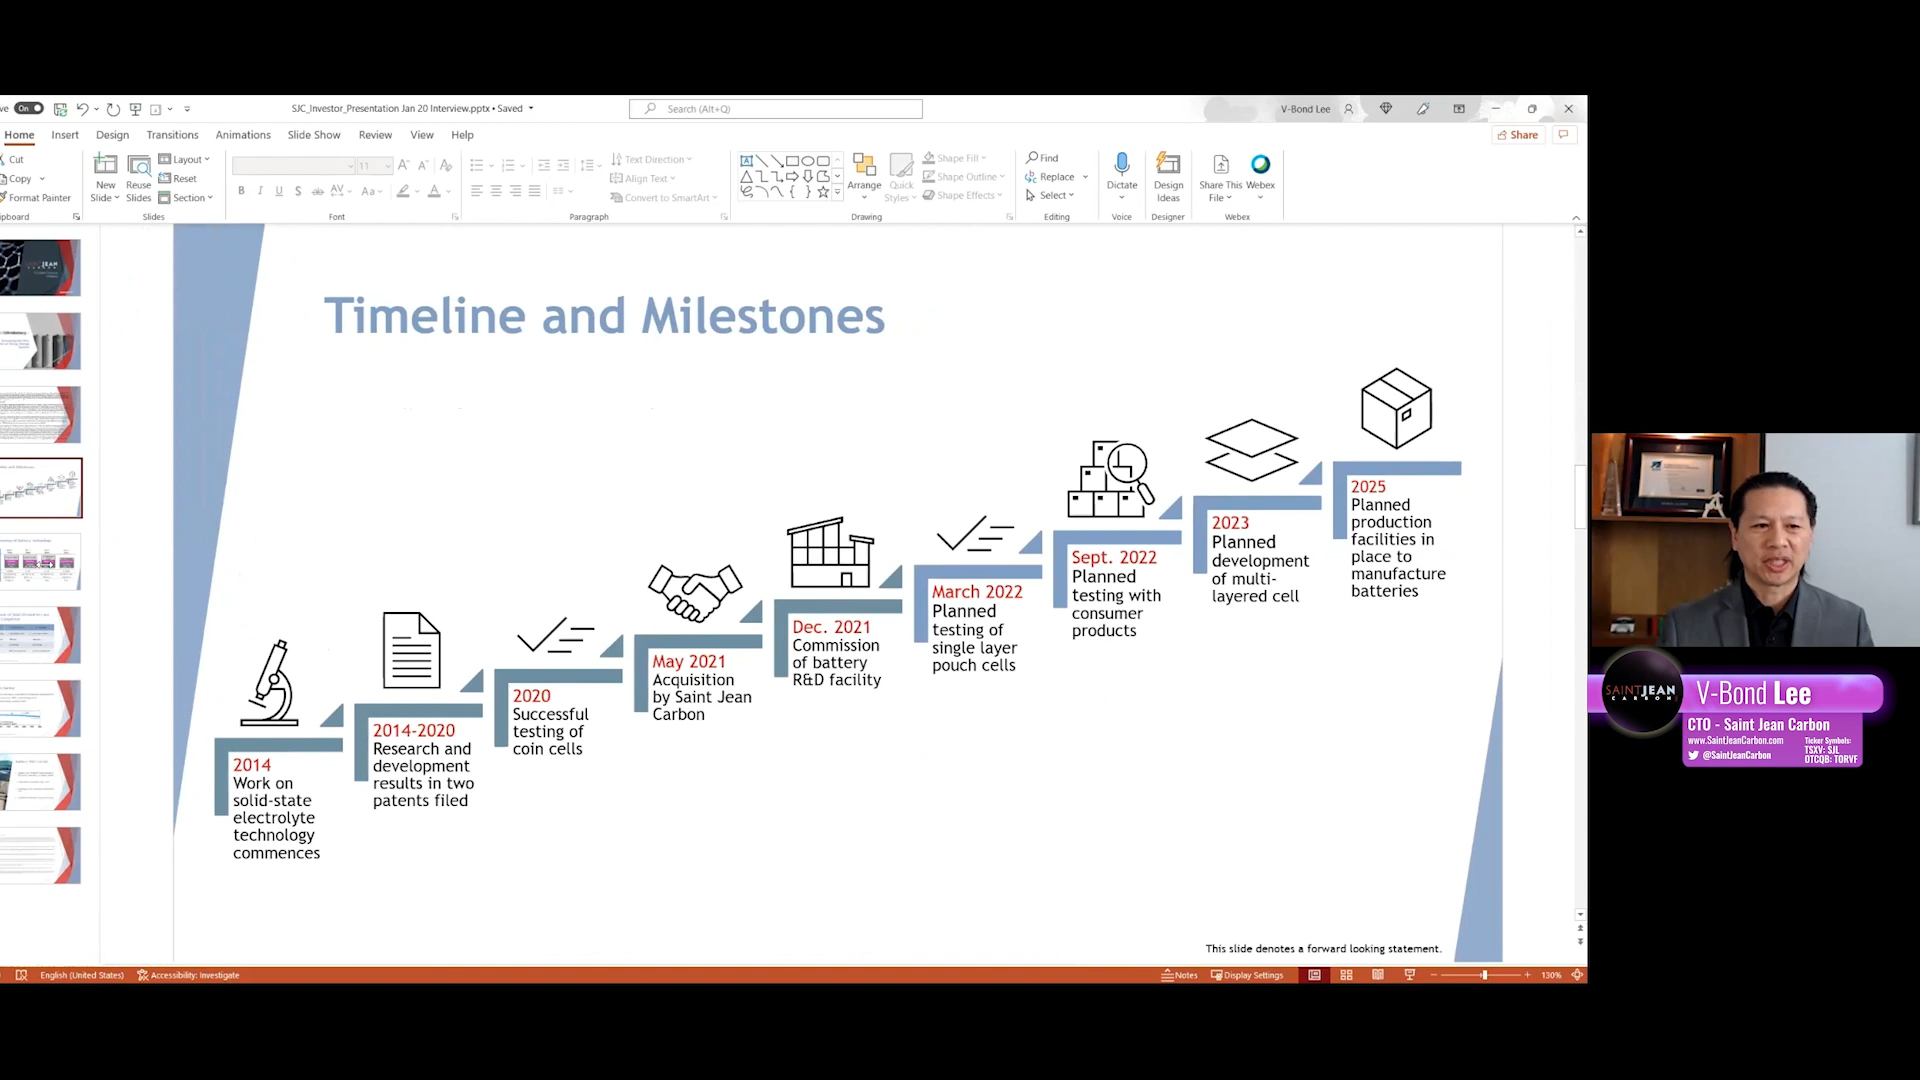 On
SJC_Investor_Presentation Jan 20 Interview.pptx • Saved
Search (Alt+Q)
V-Bond Lee
Home Insert Design Transitions Animations Slide Show Review View Help
Share
Cut
Copy
Format Painter
New Slides
Reuse Slides
Layout
Reset
Section
Slides
11
Font
Text Direction
Align Text
Convert to SmartArt
Paragraph
Arrange
Quick Styles
Shape Fill
Shape Outline
Shape Effects
Drawing
Find
Replace
Select
Editing
Dictate
Voice
Design Ideas
Designer
Share This File
Webex
Webex
Timeline and Milestones
2014
Work on
solid-state
electrolyte
technology
commences
2014-2020
Research and
development
results in two
patents filed
2020
Successful
testing of
coin cells
May 2021
Acquisition
by Saint Jean
Carbon
Dec. 2021
Commission
of battery
R&D facility
March 2022
Planned
testing of
single layer
pouch cells
Sept. 2022
Planned
testing with
consumer
products
2023
Planned
development
of multi-
layered cell
2025
Planned
production
facilities in
place to
manufacture
batteries
This slide denotes a forward looking statement.
English (United States)
Accessibility: Investigate
Notes
Display Settings
130%
SAINTJEAN
CARBON
V-Bond Lee
CTO - Saint Jean Carbon
www.SaintJeanCarbon.com
@SaintJeanCarbon
Ticker Symbols:
TSXV: SJL
OTCQB: TORVF